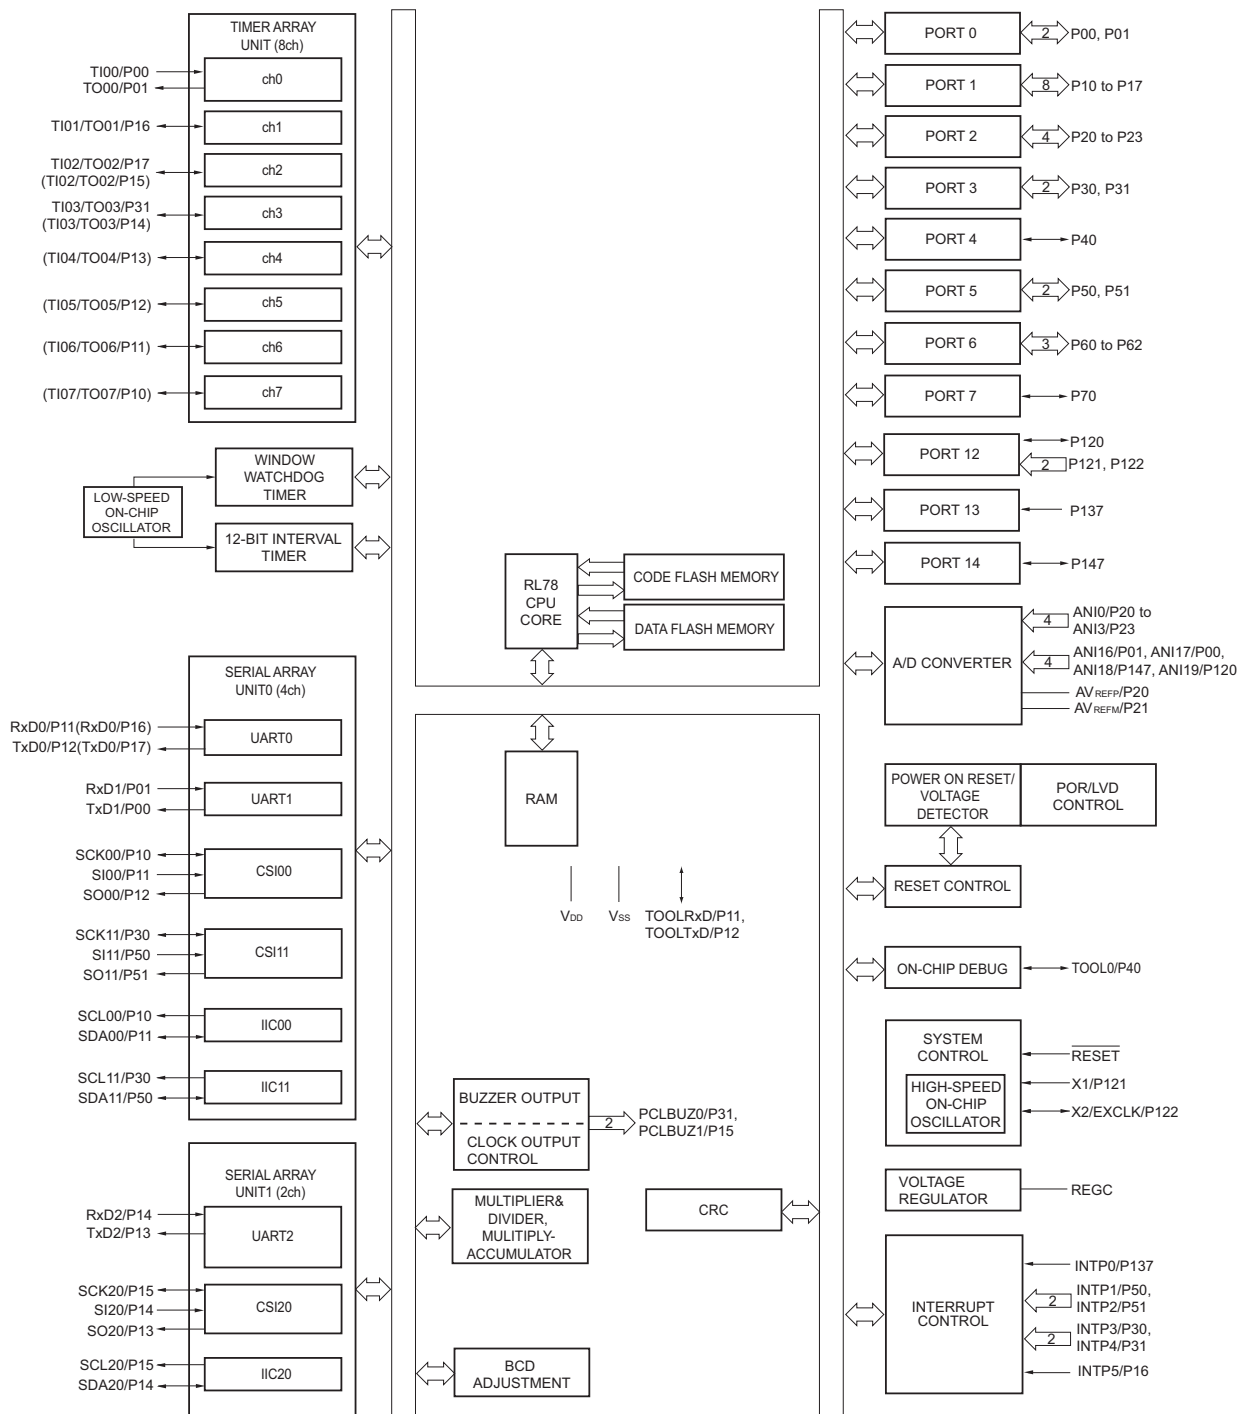 TIMER ARRAY
UNIT (8ch)
TI00/P00
TO00/P01
ch0
TI01/TO01/P16
ch1
TI02/TO02/P17
(TI02/TO02/P15)
ch2
TI03/TO03/P31
(TI03/TO03/P14)
ch3
(TI04/TO04/P13)
ch4
(TI05/TO05/P12)
ch5
(TI06/TO06/P11)
ch6
(TI07/TO07/P10)
ch7
WINDOW
WATCHDOG
TIMER
LOW-SPEED
ON-CHIP
OSCILLATOR
12-BIT INTERVAL
TIMER
SERIAL ARRAY
UNIT0 (4ch)
RxD0/P11(RxD0/P16)
TxD0/P12(TxD0/P17)
UART0
RxD1/P01
TxD1/P00
UART1
SCK00/P10
SI00/P11
SO00/P12
CSI00
SCK11/P30
SI11/P50
SO11/P51
CSI11
SCL00/P10
SDA00/P11
IIC00
SCL11/P30
SDA11/P50
IIC11
SERIAL ARRAY
UNIT1 (2ch)
RxD2/P14
TxD2/P13
UART2
SCK20/P15
SI20/P14
SO20/P13
CSI20
SCL20/P15
SDA20/P14
IIC20
RL78
CPU
CORE
CODE FLASH MEMORY
DATA FLASH MEMORY
RAM
VDD
VSS
TOOLRxD/P11,
TOOLTxD/P12
BUZZER OUTPUT
CLOCK OUTPUT
CONTROL
2
PCLBUZ0/P31,
PCLBUZ1/P15
MULTIPLIER&
DIVIDER,
MULITIPLY-
ACCUMULATOR
CRC
BCD
ADJUSTMENT
PORT 0
2
P00, P01
PORT 1
8
P10 to P17
PORT 2
4
P20 to P23
PORT 3
2
P30, P31
PORT 4
P40
PORT 5
2
P50, P51
PORT 6
3
P60 to P62
PORT 7
P70
PORT 12
P120
2
P121, P122
PORT 13
P137
PORT 14
P147
A/D CONVERTER
4
ANI0/P20 to
ANI3/P23
4
ANI16/P01, ANI17/P00,
ANI18/P147, ANI19/P120
AVREFP/P20
AVREFM/P21
POWER ON RESET/
VOLTAGE
DETECTOR
POR/LVD
CONTROL
RESET CONTROL
ON-CHIP DEBUG
TOOL0/P40
SYSTEM
CONTROL
HIGH-SPEED
ON-CHIP
OSCILLATOR
RESET
X1/P121
X2/EXCLK/P122
VOLTAGE
REGULATOR
REGC
INTERRUPT
CONTROL
INTP0/P137
2
INTP1/P50,
INTP2/P51
2
INTP3/P30,
INTP4/P31
INTP5/P16